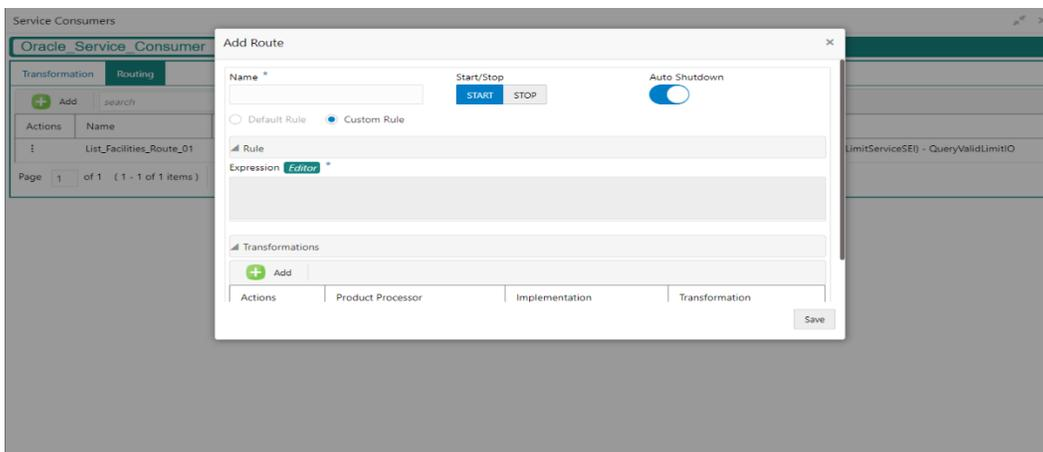 Service Consumers
Oracle_Service_Consumer
Transformation Routing
Add search
Actions Name
List_Facilities_Route_01
LimitServiceSEI) - QueryValidLimitIO
Page 1 of 1 ( 1 - 1 of 1 items )
Add Route
Name * Start/Stop Auto Shutdown
START STOP
Default Rule Custom Rule
Rule
Expression Editor *
Transformations
Add
Actions Product Processor Implementation Transformation
Save